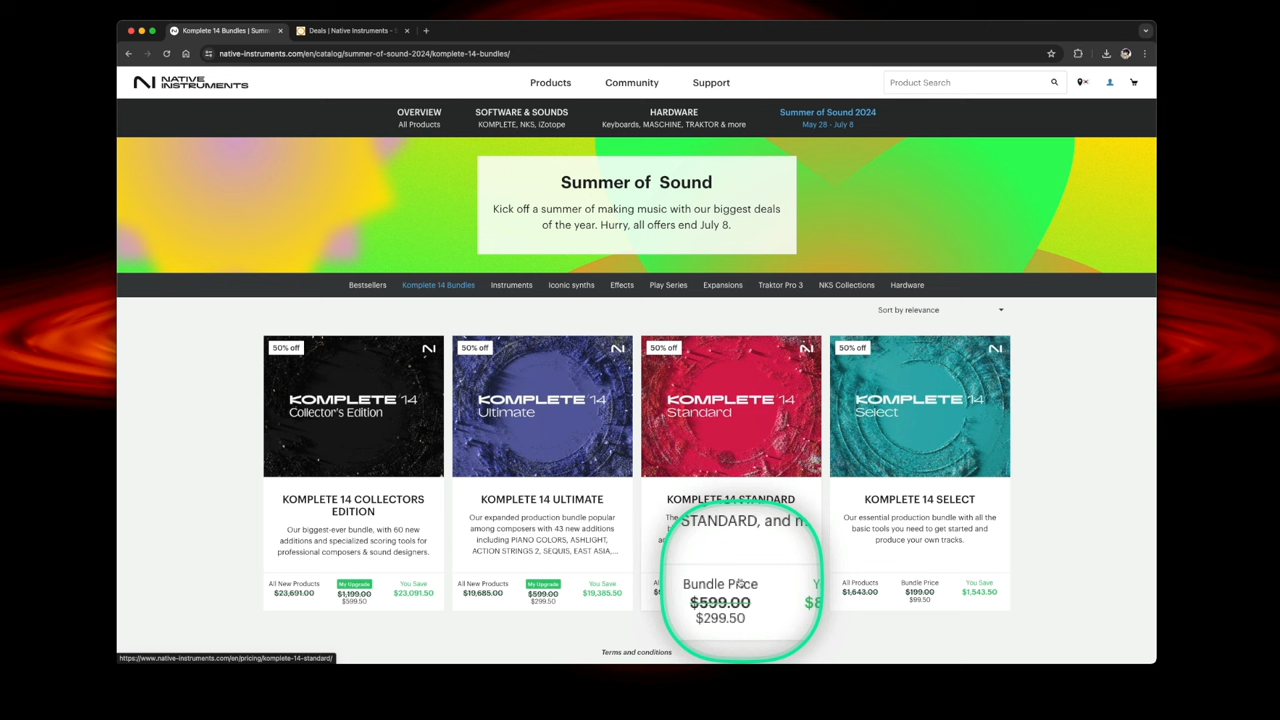 Komplete 14 Bundles | Summ
Deals | Native Instruments - S
native-instruments.com/en/catalog/summer-of-sound-2024/komplete-14-bundles/
NATIVE INSTRUMENTS
Products
Community
Support
Product Search
OVERVIEW
All Products
SOFTWARE & SOUNDS
KOMPLETE, NKS, iZotope
HARDWARE
Keyboards, MASCHINE, TRAKTOR & more
Summer of Sound 2024
May 28 - July 8
Summer of Sound
Kick off a summer of making music with our biggest deals
of the year. Hurry, all offers end July 8.
Bestsellers
Komplete 14 Bundles
Instruments
Iconic synths
Effects
Play Series
Expansions
Traktor Pro 3
NKS Collections
Hardware
Sort by relevance
50% off
KOMPLETE 14
Collector's Edition
KOMPLETE 14 COLLECTORS
EDITION
Our biggest-ever bundle, with 60 new
additions and specialized scoring tools for
professional composers & sound designers.
All New Products
$23,691.00
My Upgrade
$1,199.00
$599.50
You Save
$23,091.50
50% off
KOMPLETE 14
Ultimate
KOMPLETE 14 ULTIMATE
Our expanded production bundle popular
among composers with 43 new additions
including PIANO COLORS, ASHLIGHT,
ACTION STRINGS 2, SEQUIS, EAST ASIA,...
All New Products
$19,685.00
My Upgrade
$599.00
$299.50
You Save
$19,385.50
50% off
KOMPLETE 14
Standard
KOMPLETE 14 STANDARD
STANDARD, and m
Bundle Price
$599.00
$299.50
Y
$8
50% off
KOMPLETE 14
Select
KOMPLETE 14 SELECT
Our essential production bundle with all the
basic tools you need to get started and
produce your own tracks.
All Products
$1,643.00
Bundle Price
$199.00
$99.50
You Save
$1,543.50
Terms and conditions
https://www.native-instruments.com/en/pricing/komplete-14-standard/